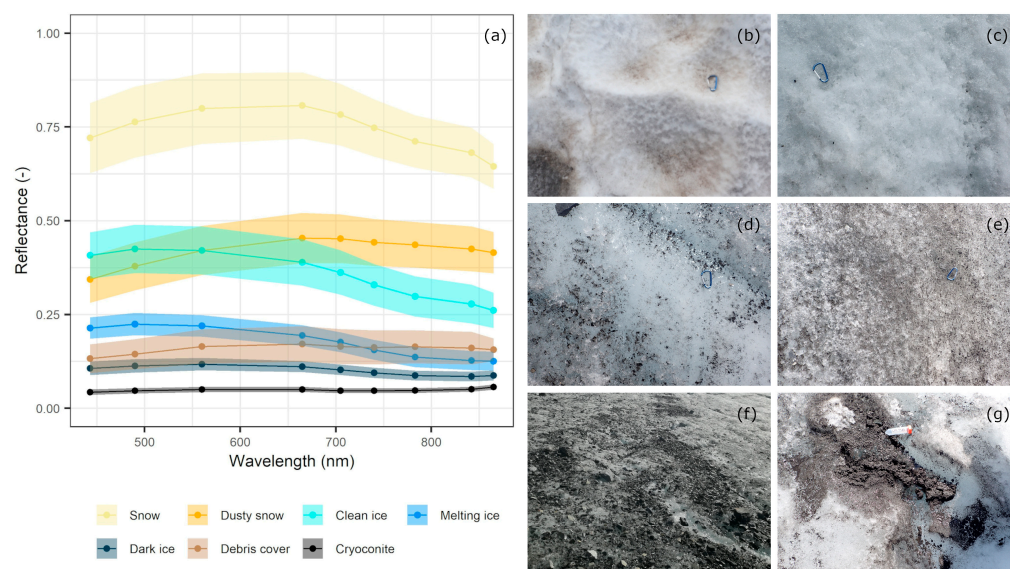 1.00
(a)
0.75
0.50
0.25
0.00
Reflectance (-)
500
600
700
800
Wavelength (nm)
Snow
Dusty snow
Clean ice
Melting ice
Dark ice
Debris cover
Cryoconite
(b)
(c)
(d)
(e)
(f)
(g)